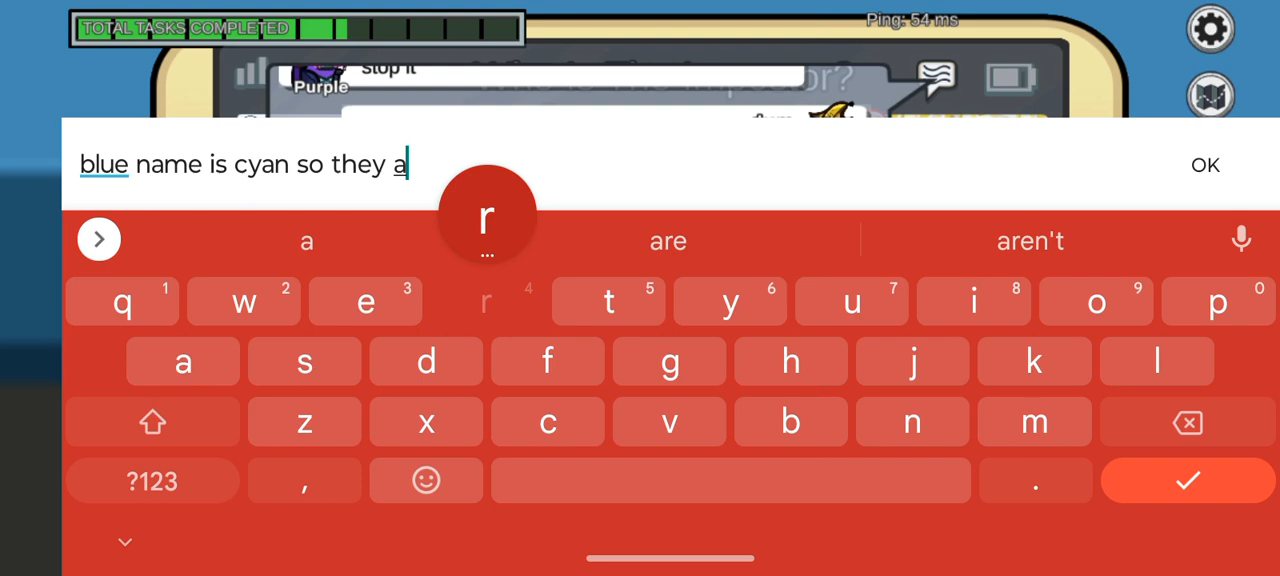 TOTAL TASKS COMPLETED
Ping: 54 ms
Stop it
Purple
blue name is cyan so they a
OK
r
...
a are aren't
q 1 w 2 e 3 r 4 t 5 y 6 u 7 i 8 o 9 p 0
a s d f g h j k l
z x c v b n m
?123 , .